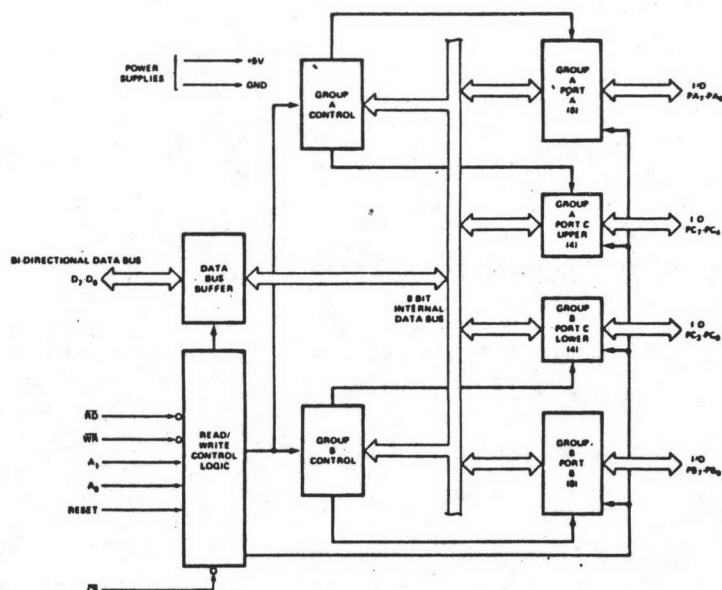 POWER
SUPPLIES
+5V
GND
GROUP
A
CONTROL
GROUP
A
PORT
A
(8)
I/O
PA7-PA0
GROUP
A
PORT C
UPPER
(4)
I O
PC7-PC4
BI-DIRECTIONAL DATA BUS
D7-D0
DATA
BUS
BUFFER
8 BIT
INTERNAL
DATA BUS
GROUP
B
PORT C
LOWER
(4)
I O
PC3-PC0
RD
WR
A1
A0
RESET
READ/
WRITE
CONTROL
LOGIC
GROUP
B
CONTROL
GROUP
B
PORT
B
(8)
I/O
PB7-PB0